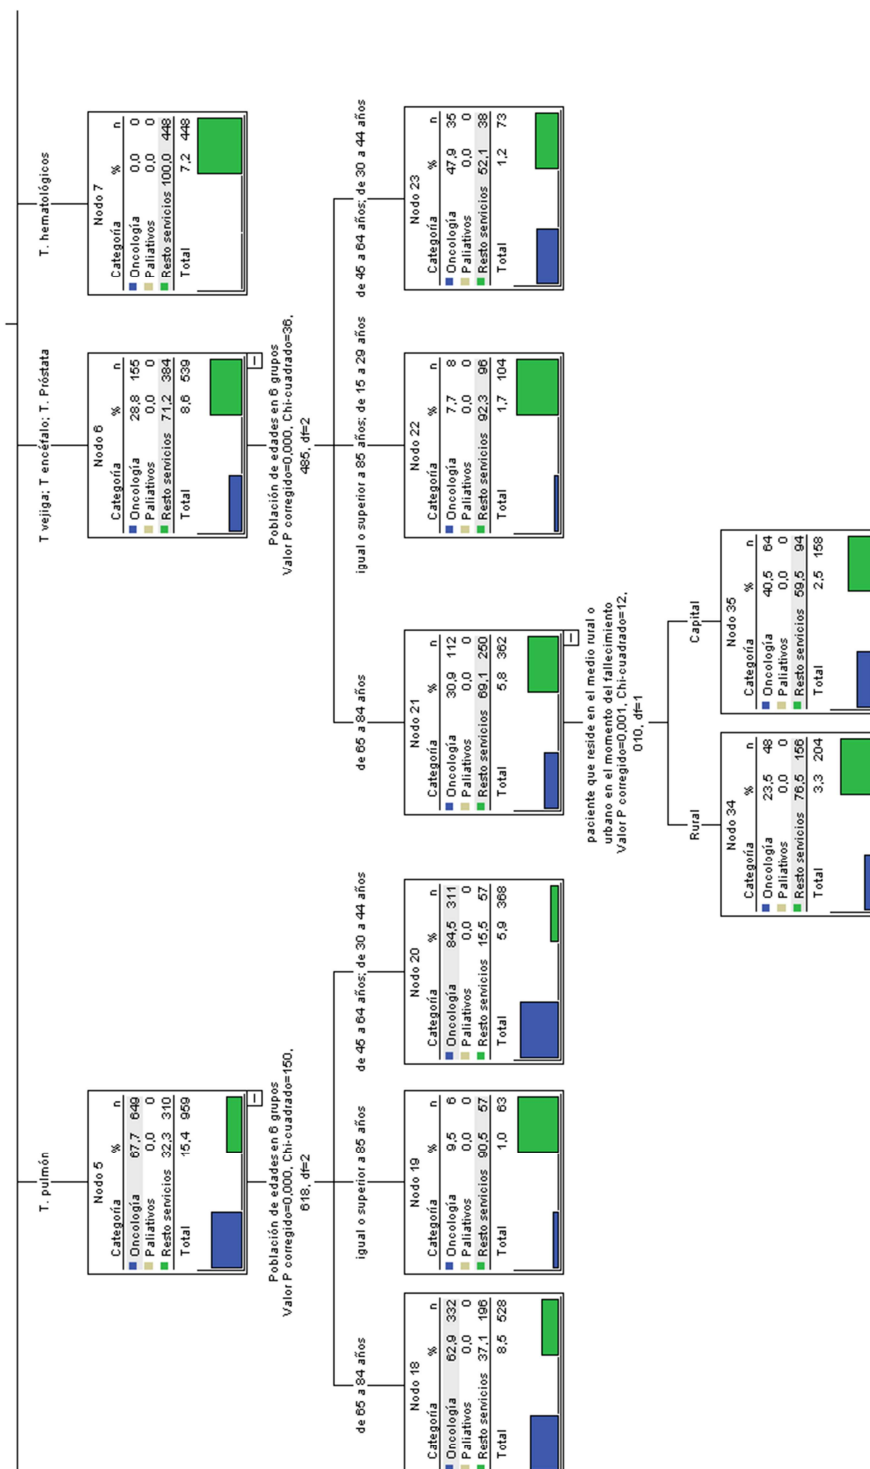 T. pulmón
T vejiga; T encéfalo; T. Próstata
T. hematológicos
Nodo 5
Categoría % n
Oncología 67,7 649
Paliativos 0,0 0
Resto servicios 32,3 310
Total 15,4 959
Nodo 6
Categoría % n
Oncología 28,8 155
Paliativos 0,0 0
Resto servicios 71,2 384
Total 8,6 539
Nodo 7
Categoría % n
Oncología 0,0 0
Paliativos 0,0 0
Resto servicios 100,0 448
Total 7,2 448
Población de edades en 6 grupos
Valor P corregido=0,000, Chi-cuadrado=150,
618, df=2
Población de edades en 6 grupos
Valor P corregido=0,000, Chi-cuadrado=36,
485, df=2
de 65 a 84 años
igual o superior a 85 años
de 45 a 64 años; de 30 a 44 años
de 65 a 84 años
igual o superior a 85 años; de 15 a 29 años
de 45 a 64 años; de 30 a 44 años
Nodo 18
Categoría % n
Oncología 62,9 332
Paliativos 0,0 0
Resto servicios 37,1 196
Total 8,5 528
Nodo 19
Categoría % n
Oncología 9,5 6
Paliativos 0,0 0
Resto servicios 90,5 57
Total 1,0 63
Nodo 20
Categoría % n
Oncología 84,5 311
Paliativos 0,0 0
Resto servicios 15,5 57
Total 5,9 368
Nodo 21
Categoría % n
Oncología 30,9 112
Paliativos 0,0 0
Resto servicios 69,1 250
Total 5,8 362
Nodo 22
Categoría % n
Oncología 7,7 8
Paliativos 0,0 0
Resto servicios 92,3 96
Total 1,7 104
Nodo 23
Categoría % n
Oncología 47,9 35
Paliativos 0,0 0
Resto servicios 52,1 38
Total 1,2 73
paciente que reside en el medio rural o
urbano en el momento del fallecimiento
Valor P corregido=0,001, Chi-cuadrado=12,
010, df=1
Rural
Capital
Nodo 34
Categoría % n
Oncología 23,5 48
Paliativos 0,0 0
Resto servicios 76,5 156
Total 3,3 204
Nodo 35
Categoría % n
Oncología 40,5 64
Paliativos 0,0 0
Resto servicios 59,5 94
Total 2,5 158